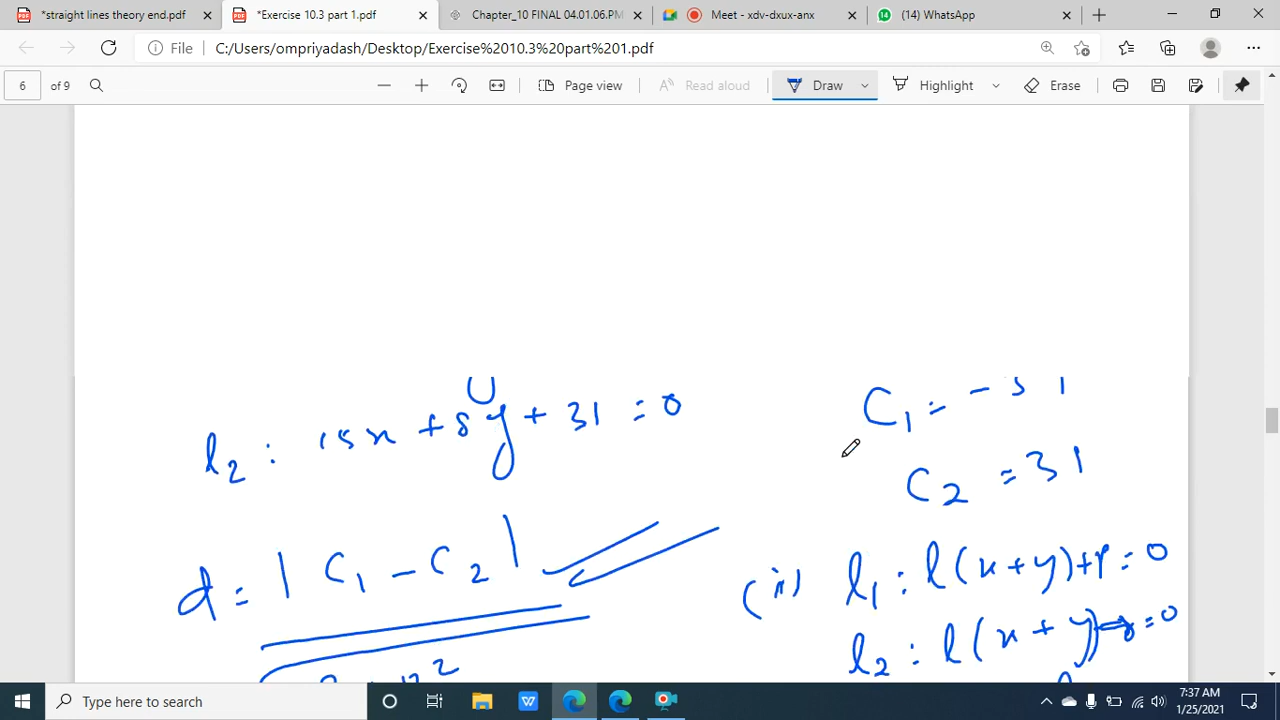 *straight lines theory end.pdf
*Exercise 10.3 part 1.pdf
Chapter_10 FINAL 04.01.06.PM
Meet - xdv-dxux-anx
(14) WhatsApp
File
C:/Users/ompriyadash/Desktop/Exercise%2010.3%20part%201.pdf
6 of 9
Page view
Read aloud
Draw
Highlight
Erase
C1 = - 31
l2 : 15x + 8y + 31 = 0
C2 = 31
d = | C1 - C2 |
(ii) l1 : l(x + y) + p = 0
l2 : l(x + y) - r = 0
Type here to search
7:37 AM
1/25/2021